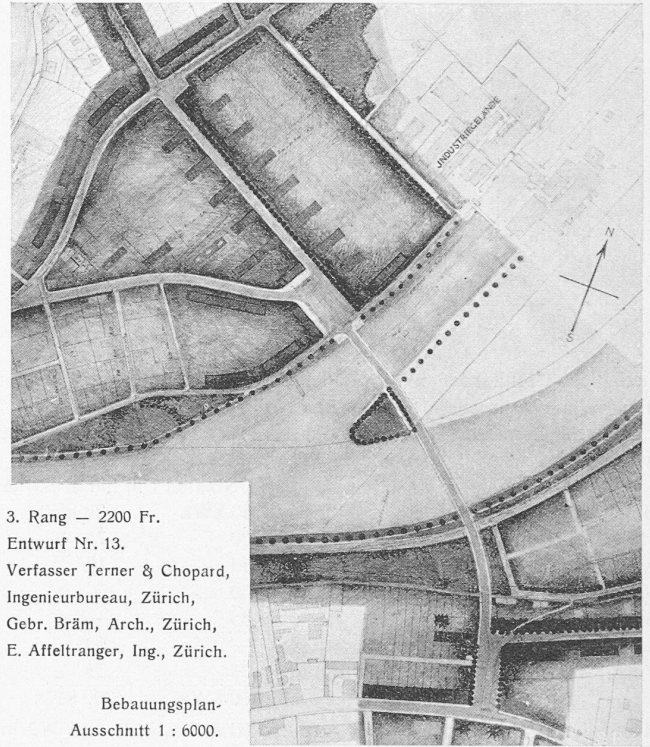 JNDUSTRIEGELÄNDE
N
S
3. Rang — 2200 Fr.
Entwurf Nr. 13.
Verfasser Terner & Chopard,
Ingenieurbureau, Zürich,
Gebr. Bräm, Arch., Zürich,
E. Affeltranger, Ing., Zürich.
Bebauungsplan-
Ausschnitt 1 : 6000.